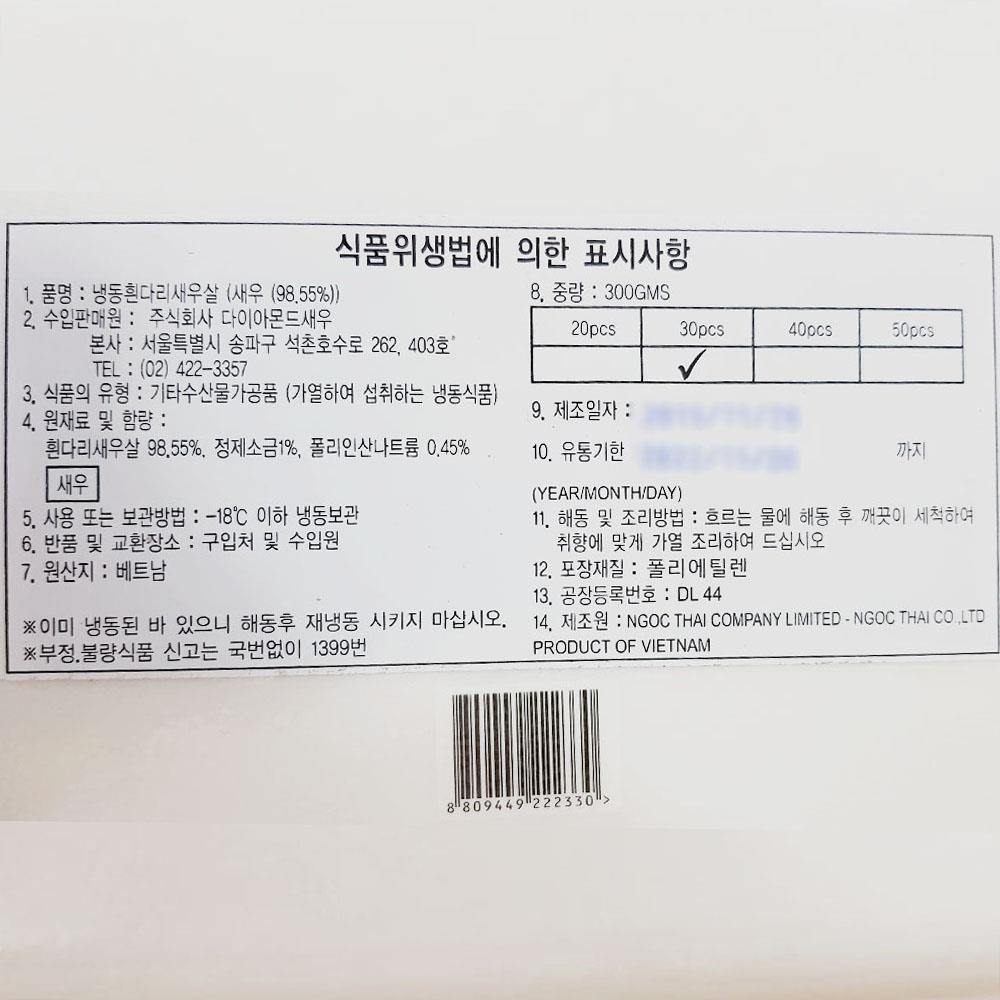 식품위생법에 의한 표시사항
1. 품명 : 냉동흰다리새우살 (새우 (98.55%))
2. 수입판매원 : 주식회사 다이아몬드새우
본사 : 서울특별시 송파구 석촌호수로 262, 403호
TEL : (02) 422-3357
3. 식품의 유형 : 기타수산물가공품 (가열하여 섭취하는 냉동식품)
4. 원재료 및 함량 :
흰다리새우살 98.55%, 정제소금1%, 폴리인산나트륨 0.45%
새우
5. 사용 또는 보관방법 : -18℃ 이하 냉동보관
6. 반품 및 교환장소 : 구입처 및 수입원
7. 원산지 : 베트남
※이미 냉동된 바 있으니 해동후 재냉동 시키지 마십시오.
※부정.불량식품 신고는 국번없이 1399번
8. 중량 : 300GMS
20pcs 30pcs 40pcs 50pcs
✓
9. 제조일자 :
10. 유통기한 까지
(YEAR/MONTH/DAY)
11. 해동 및 조리방법 : 흐르는 물에 해동 후 깨끗이 세척하여
취향에 맞게 가열 조리하여 드십시오
12. 포장재질 : 폴리에틸렌
13. 공장등록번호 : DL 44
14. 제조원 : NGOC THAI COMPANY LIMITED - NGOC THAI CO.,LTD
PRODUCT OF VIETNAM
8 809449 222330 >